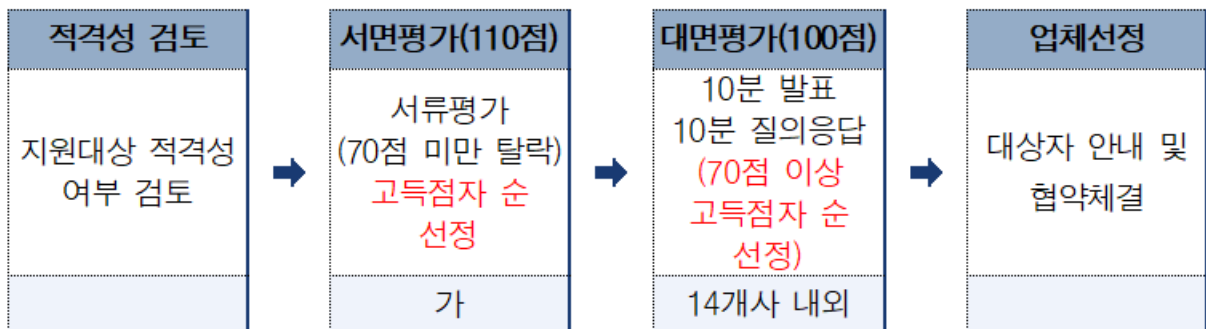 적격성 검토
지원대상 적격성
여부 검토
서면평가(110점)
서류평가
(70점 미만 탈락)
고득점자 순
선정
가
대면평가(100점)
10분 발표
10분 질의응답
(70점 이상
고득점자 순
선정)
14개사 내외
업체선정
대상자 안내 및
협약체결